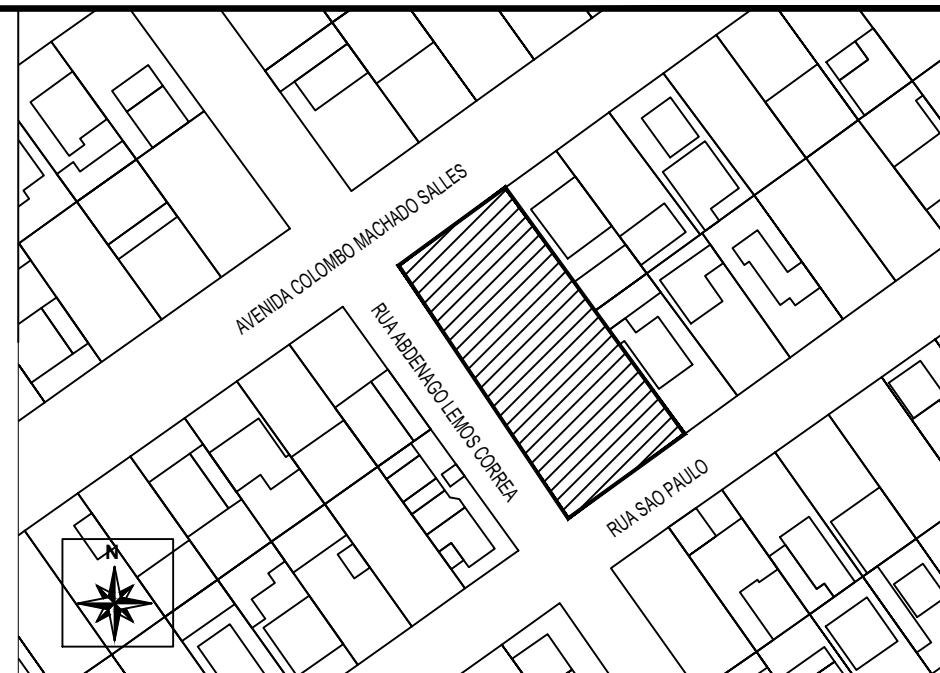 AVENIDA COLOMBO MACHADO SALLES
RUA ABDENAGO LEMOS CORREA
RUA SAO PAULO
N